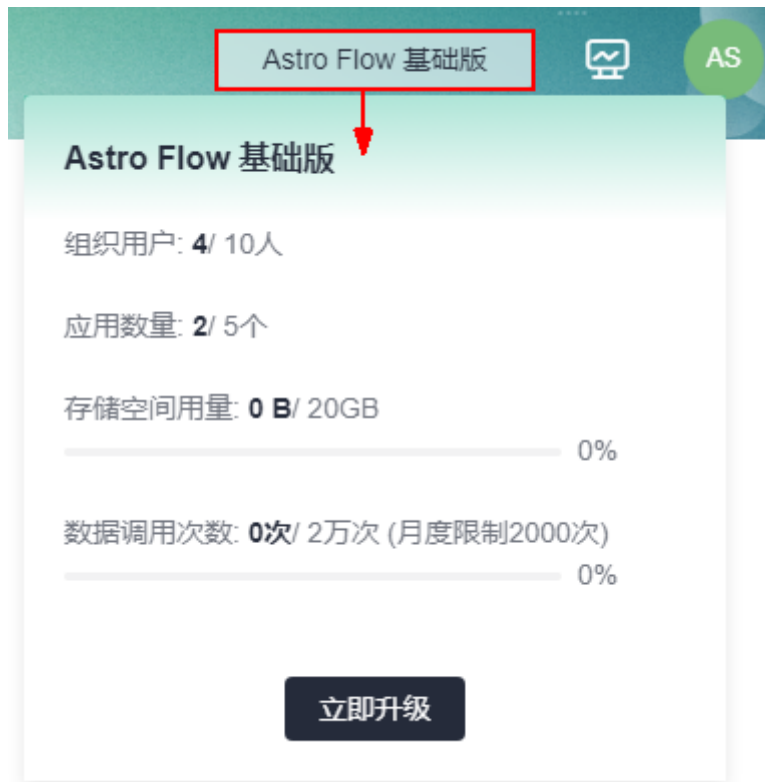 Astro Flow 基础版
AS
Astro Flow 基础版
组织用户: 4/ 10人
应用数量: 2/ 5个
存储空间用量: 0 B/ 20GB
0%
数据调用次数: 0次/ 2万次 (月度限制2000次)
0%
立即升级